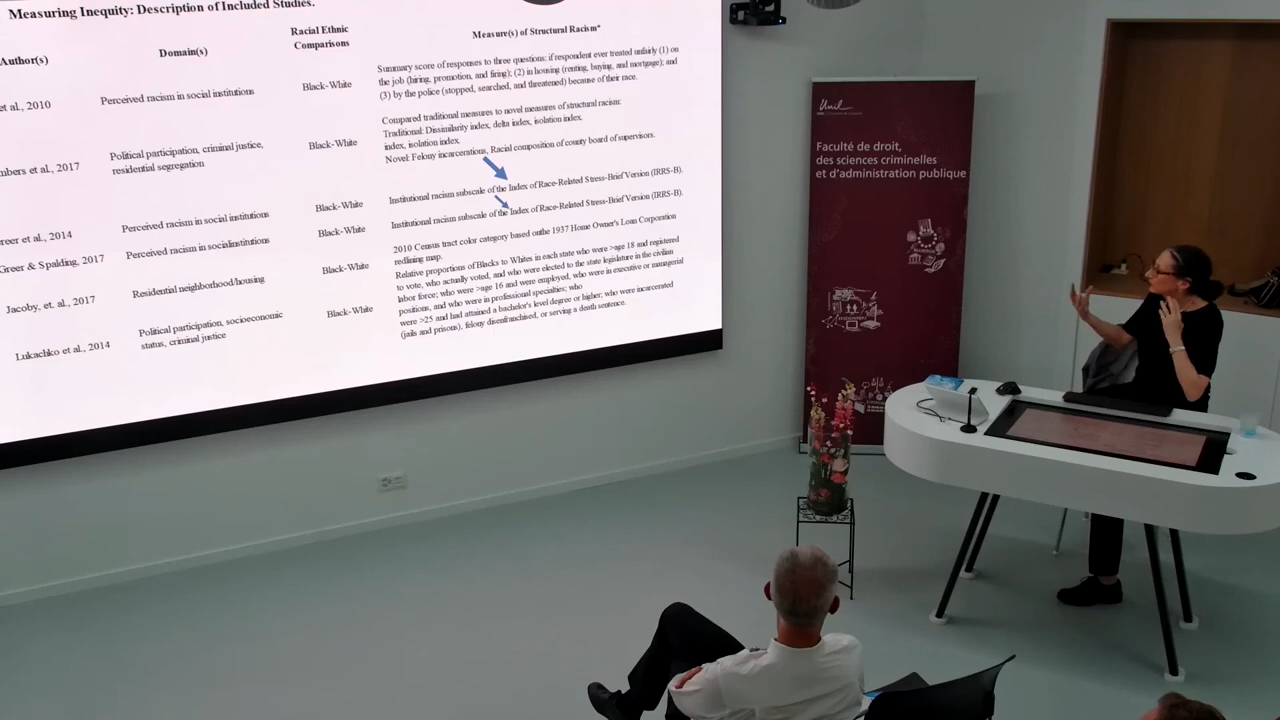 Measuring Inequity: Description of Included Studies.
Author(s)
Domain(s)
Racial Ethnic
Comparisons
Measure(s) of Structural Racism*
et al., 2010
Perceived racism in social institutions
Black-White
Summary score of responses to three questions: if respondent ever treated unfairly (1) on
the job (hiring, promotion, and firing); (2) in housing (renting, buying, and mortgage); and
(3) by the police (stopped, searched, and threatened) because of their race.
mbers et al., 2017
Political participation, criminal justice,
residential segregation
Black-White
Compared traditional measures to novel measures of structural racism:
Traditional: Dissimilarity index, delta index, isolation index.
index, isolation index.
Novel: Felony incarcerations, Racial composition of county board of supervisors.
reer et al., 2014
Perceived racism in social institutions
Black-White
Institutional racism subscale of the Index of Race-Related Stress-Brief Version (IRRS-B).
Greer & Spalding, 2017
Perceived racism in socialinstitutions
Black-White
Institutional racism subscale of the Index of Race-Related Stress-Brief Version (IRRS-B).
Jacoby, et. al., 2017
Residential neighborhood/housing
Black-White
2010 Census tract color category based onthe 1937 Home Owner's Loan Corporation
redlining map.
Lukachko et al., 2014
Political participation, socioeconomic
status, criminal justice
Black-White
Relative proportions of Blacks to Whites in each state who were >age 18 and registered
to vote, who actually voted, and who were elected to the state legislature in the civilian
labor force; who were >age 16 and were employed, who were in executive or managerial
positions, and who were in professional specialties; who
were >25 and had attained a bachelor's level degree or higher; who were incarcerated
(jails and prisons), felony disenfranchised, or serving a death sentence.
Unil
Faculté de droit,
des sciences criminelles
et d'administration publique